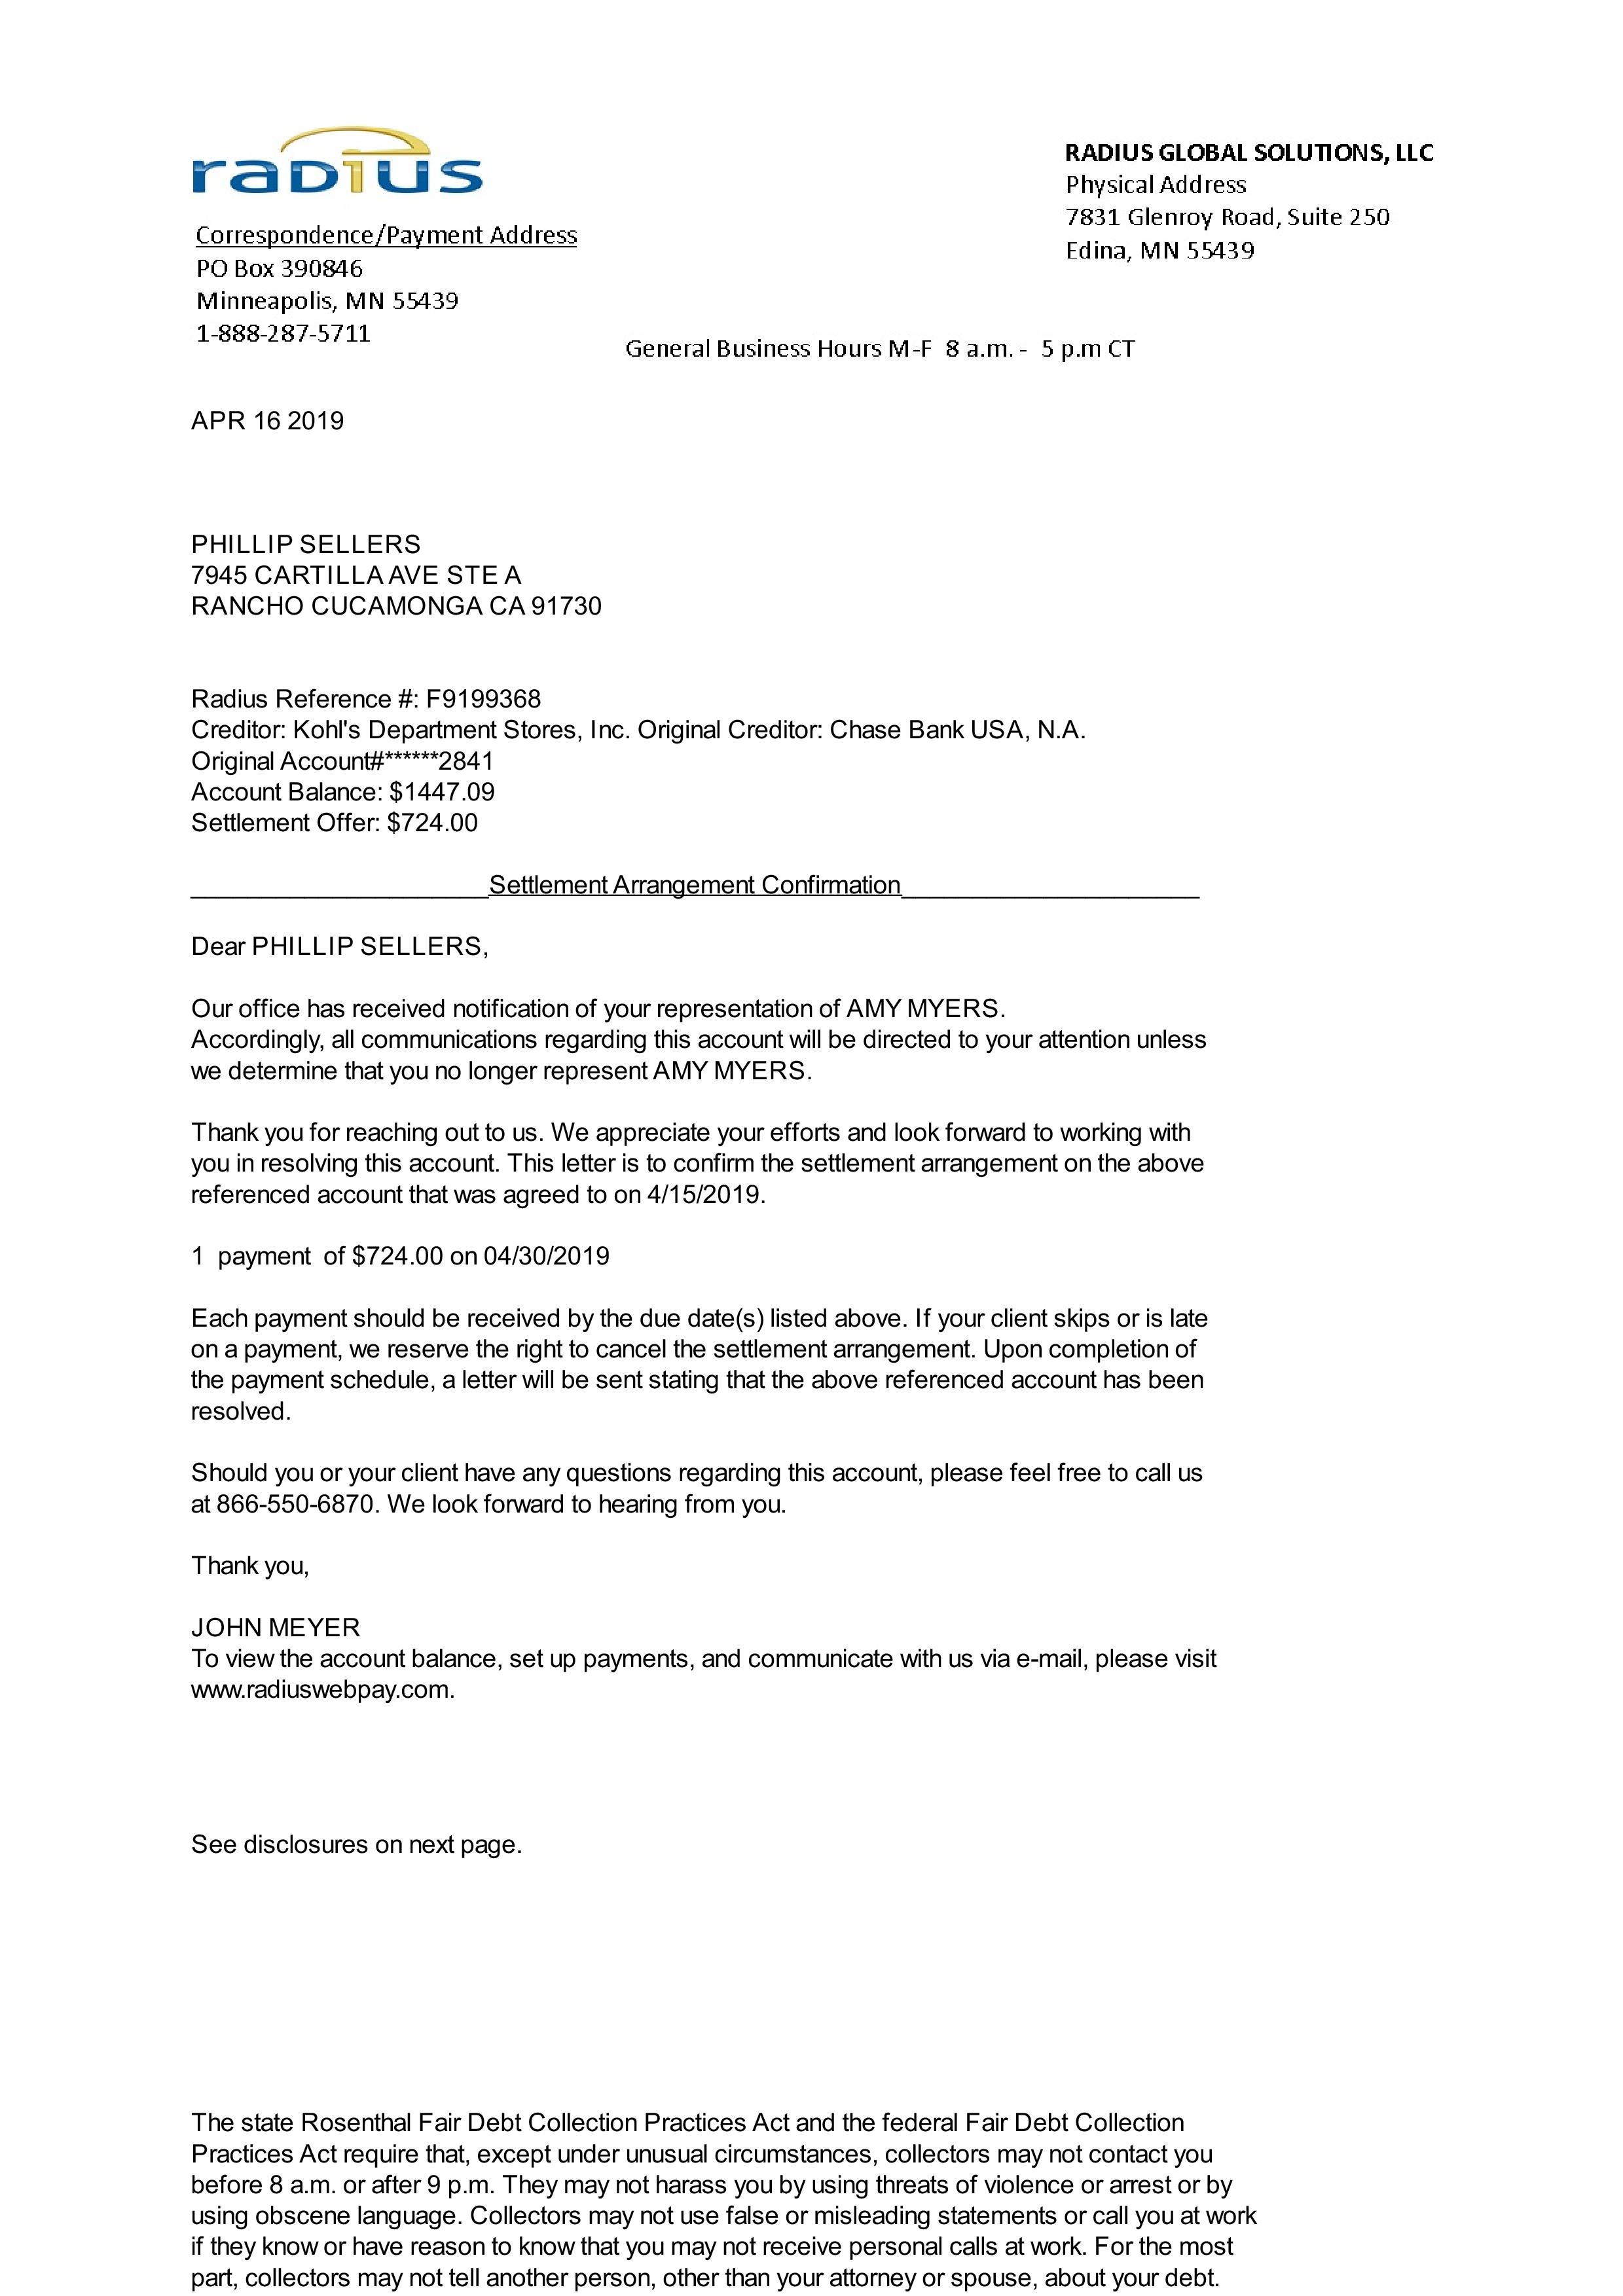 radius
RADIUS GLOBAL SOLUTIONS, LLC
Physical Address
7831 Glenroy Road, Suite 250
Edina, MN 55439
Correspondence/Payment Address
PO Box 390846
Minneapolis, MN 55439
1-888-287-5711
General Business Hours M-F 8 a.m. - 5 p.m CT
APR 16 2019
PHILLIP SELLERS
7945 CARTILLA AVE STE A
RANCHO CUCAMONGA CA 91730
Radius Reference #: F9199368
Creditor: Kohl's Department Stores, Inc. Original Creditor: Chase Bank USA, N.A.
Original Account#******2841
Account Balance: $1447.09
Settlement Offer: $724.00
Settlement Arrangement Confirmation
Dear PHILLIP SELLERS,
Our office has received notification of your representation of AMY MYERS.
Accordingly, all communications regarding this account will be directed to your attention unless
we determine that you no longer represent AMY MYERS.
Thank you for reaching out to us. We appreciate your efforts and look forward to working with
you in resolving this account. This letter is to confirm the settlement arrangement on the above
referenced account that was agreed to on 4/15/2019.
1 payment of $724.00 on 04/30/2019
Each payment should be received by the due date(s) listed above. If your client skips or is late
on a payment, we reserve the right to cancel the settlement arrangement. Upon completion of
the payment schedule, a letter will be sent stating that the above referenced account has been
resolved.
Should you or your client have any questions regarding this account, please feel free to call us
at 866-550-6870. We look forward to hearing from you.
Thank you,
JOHN MEYER
To view the account balance, set up payments, and communicate with us via e-mail, please visit
www.radiuswebpay.com.
See disclosures on next page.
The state Rosenthal Fair Debt Collection Practices Act and the federal Fair Debt Collection
Practices Act require that, except under unusual circumstances, collectors may not contact you
before 8 a.m. or after 9 p.m. They may not harass you by using threats of violence or arrest or by
using obscene language. Collectors may not use false or misleading statements or call you at work
if they know or have reason to know that you may not receive personal calls at work. For the most
part, collectors may not tell another person, other than your attorney or spouse, about your debt.